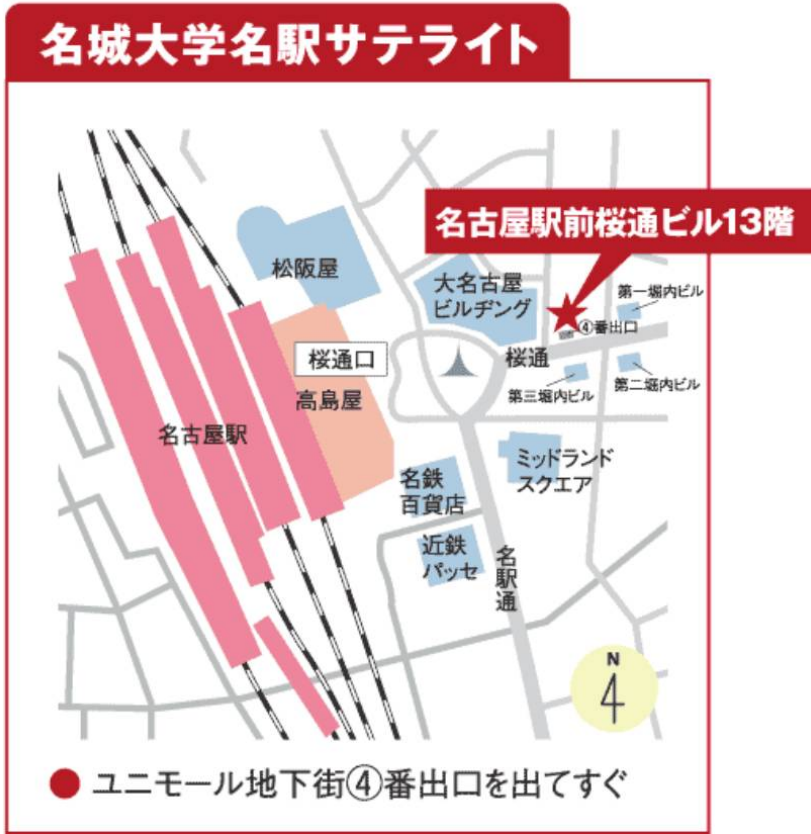 名城大学名駅サテライト
名古屋駅前桜通ビル13階
松阪屋
大名古屋
ビルヂング
第一堀内ビル
④番出口
桜通
桜通口
高島屋
第三堀内ビル
第二堀内ビル
名古屋駅
ミッドランド
スクエア
名鉄
百貨店
近鉄
パッセ
名駅通
N
ユニモール地下街④番出口を出てすぐ